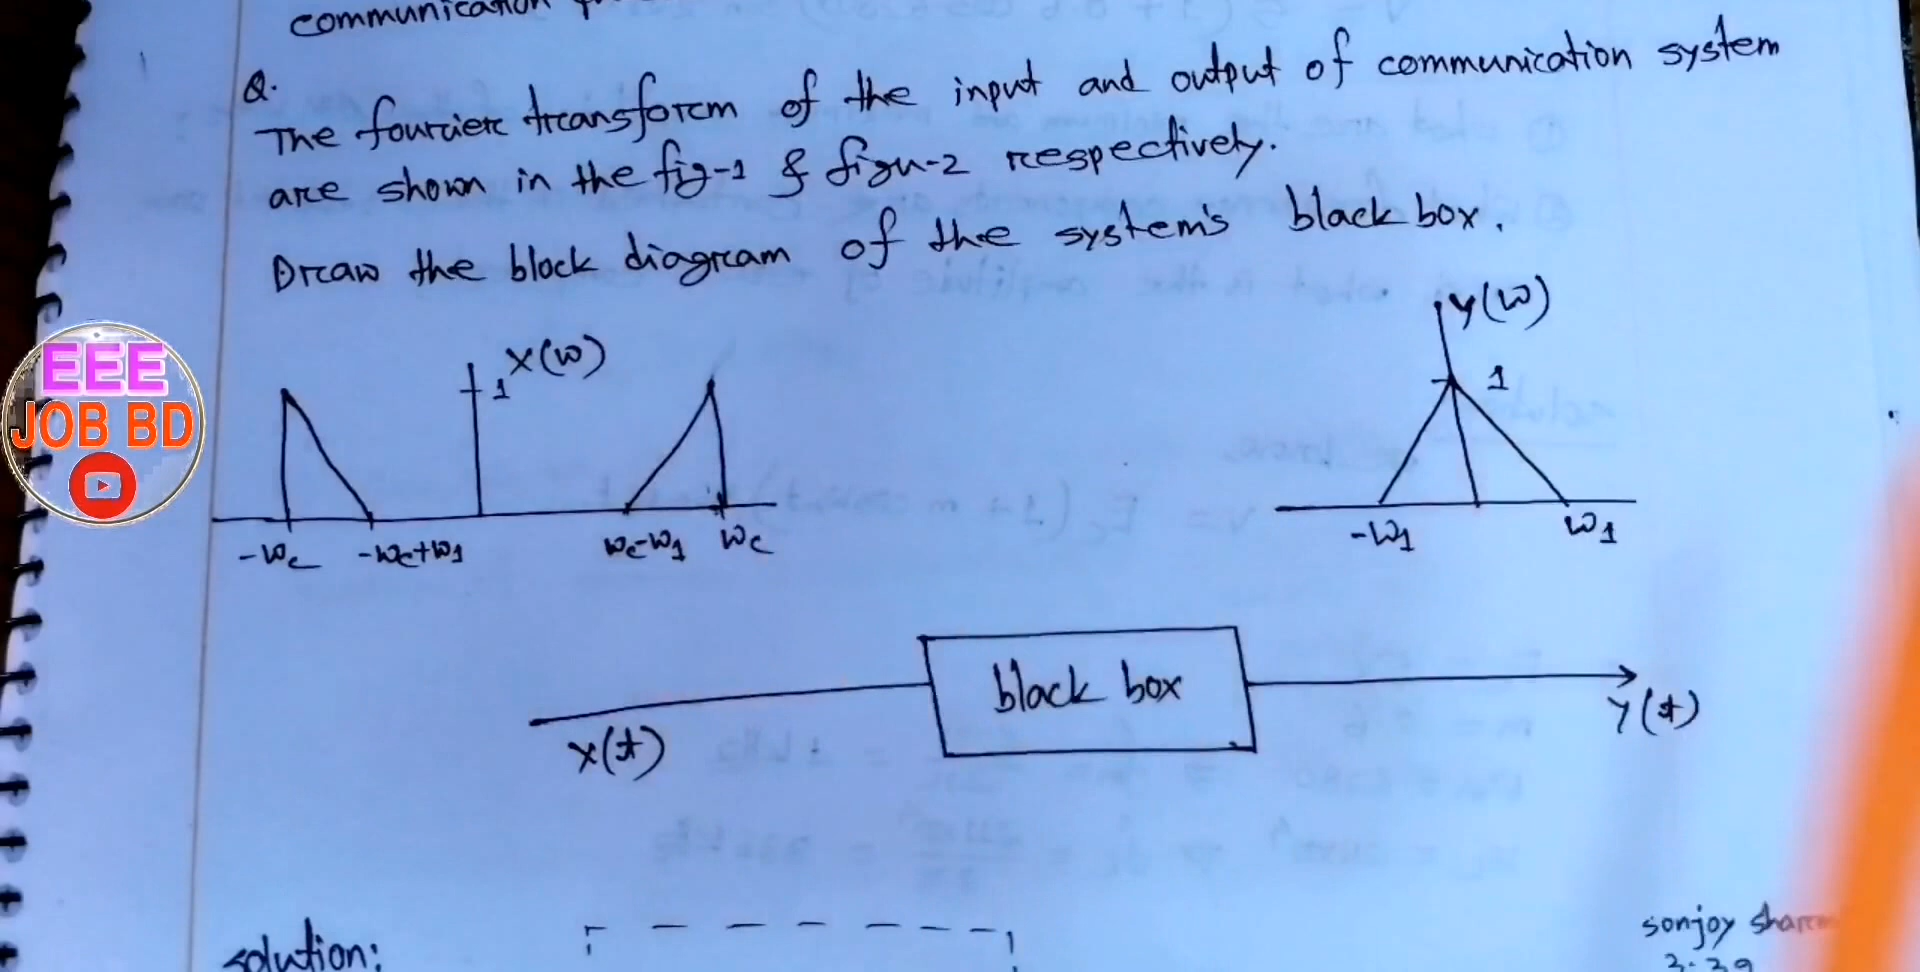 communication
Q.
The fourier transform of the input and output of communication system
are shown in the fig-1 & figu-2 respectively.
Draw the block diagram of the system's black box.
X(ω)
1
-ωc
-ωc+ω1
ωc-ω1
ωc
Y(ω)
1
-ω1
ω1
EEE
JOB BD
black box
x(t)
Y(t)
solution:
sonjoy